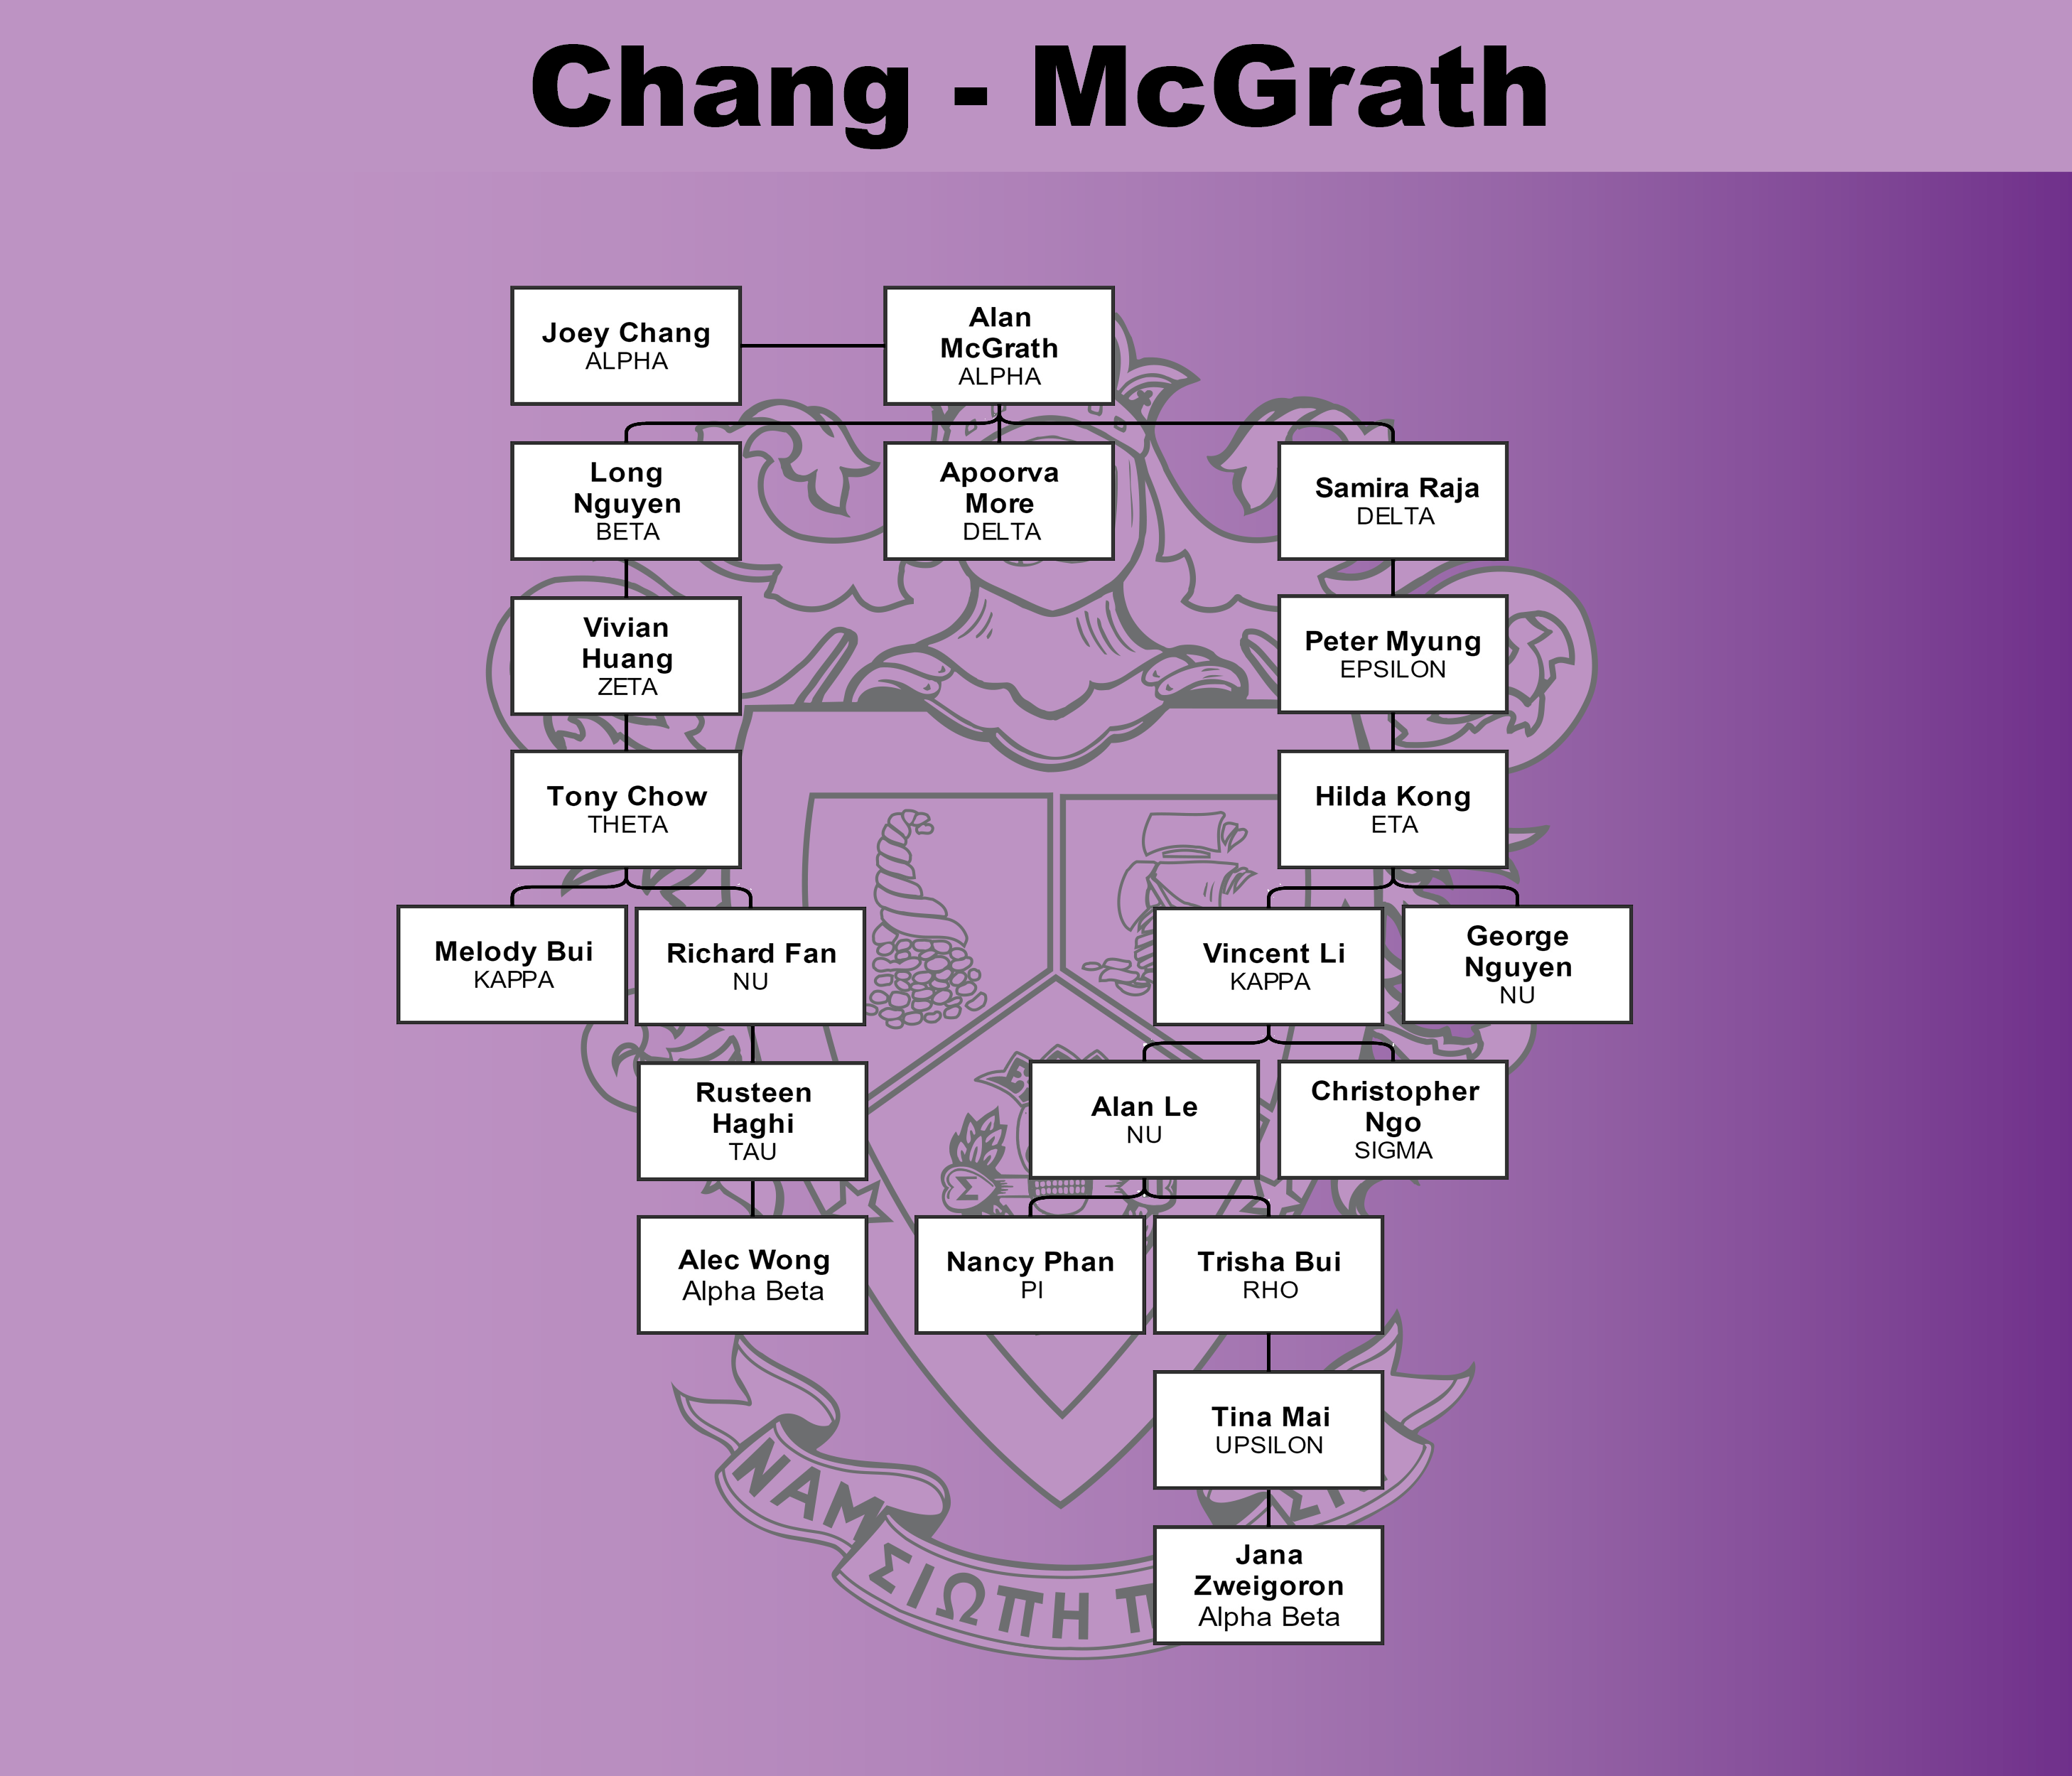 Chang - McGrath
Joey Chang
ALPHA
Alan
McGrath
ALPHA
Long
Nguyen
BETA
Apoorva
More
DELTA
Samira Raja
DELTA
Vivian
Huang
ZETA
Peter Myung
EPSILON
Tony Chow
THETA
Hilda Kong
ETA
Melody Bui
KAPPA
Richard Fan
NU
Vincent Li
KAPPA
George
Nguyen
NU
Rusteen
Haghi
TAU
Alan Le
NU
Christopher
Ngo
SIGMA
Σ
Alec Wong
Alpha Beta
Nancy Phan
PI
Trisha Bui
RHO
Tina Mai
UPSILON
Jana
Zweigoron
Alpha Beta
ΝΑΜ
ΣΙΩΠΗ